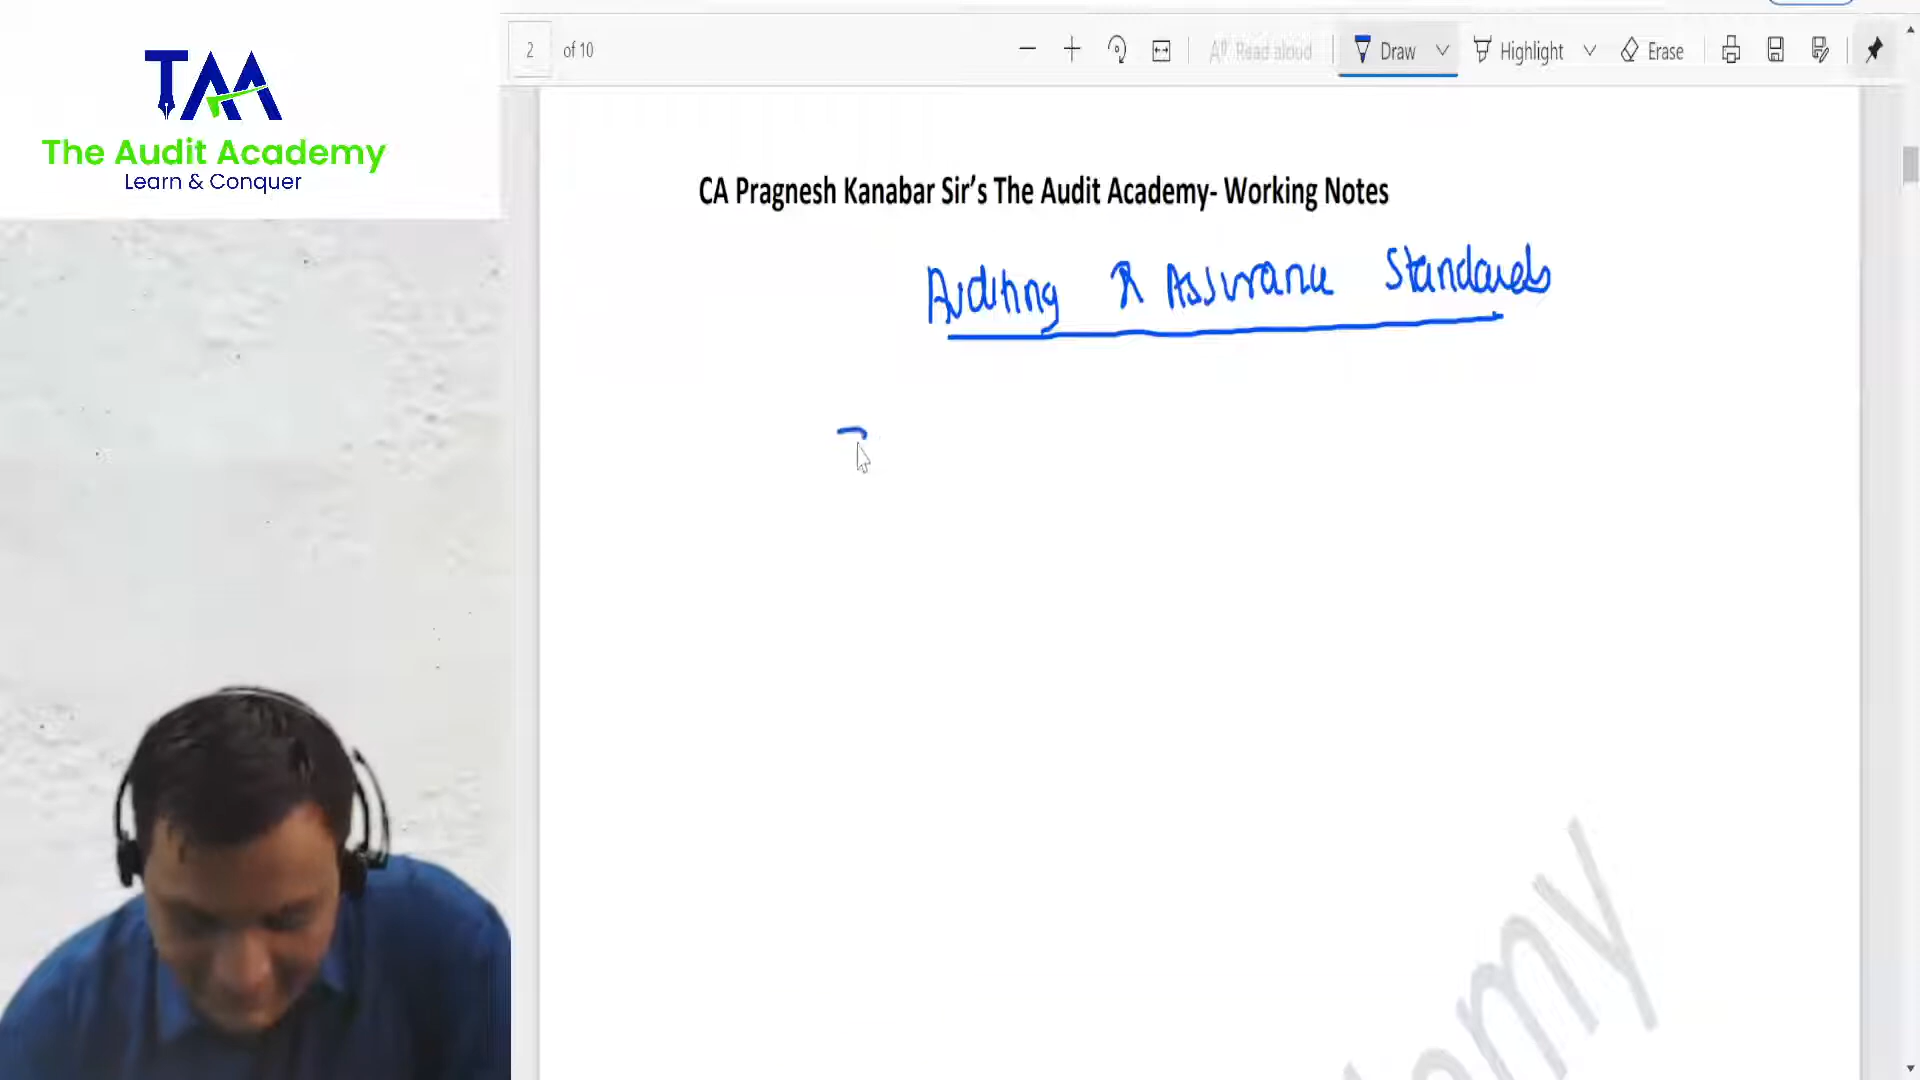 2 of 10 Read aloud Draw Highlight Erase
TAA
The Audit Academy
Learn & Conquer
CA Pragnesh Kanabar Sir's The Audit Academy- Working Notes
Auditing & Assurance Standards
demy